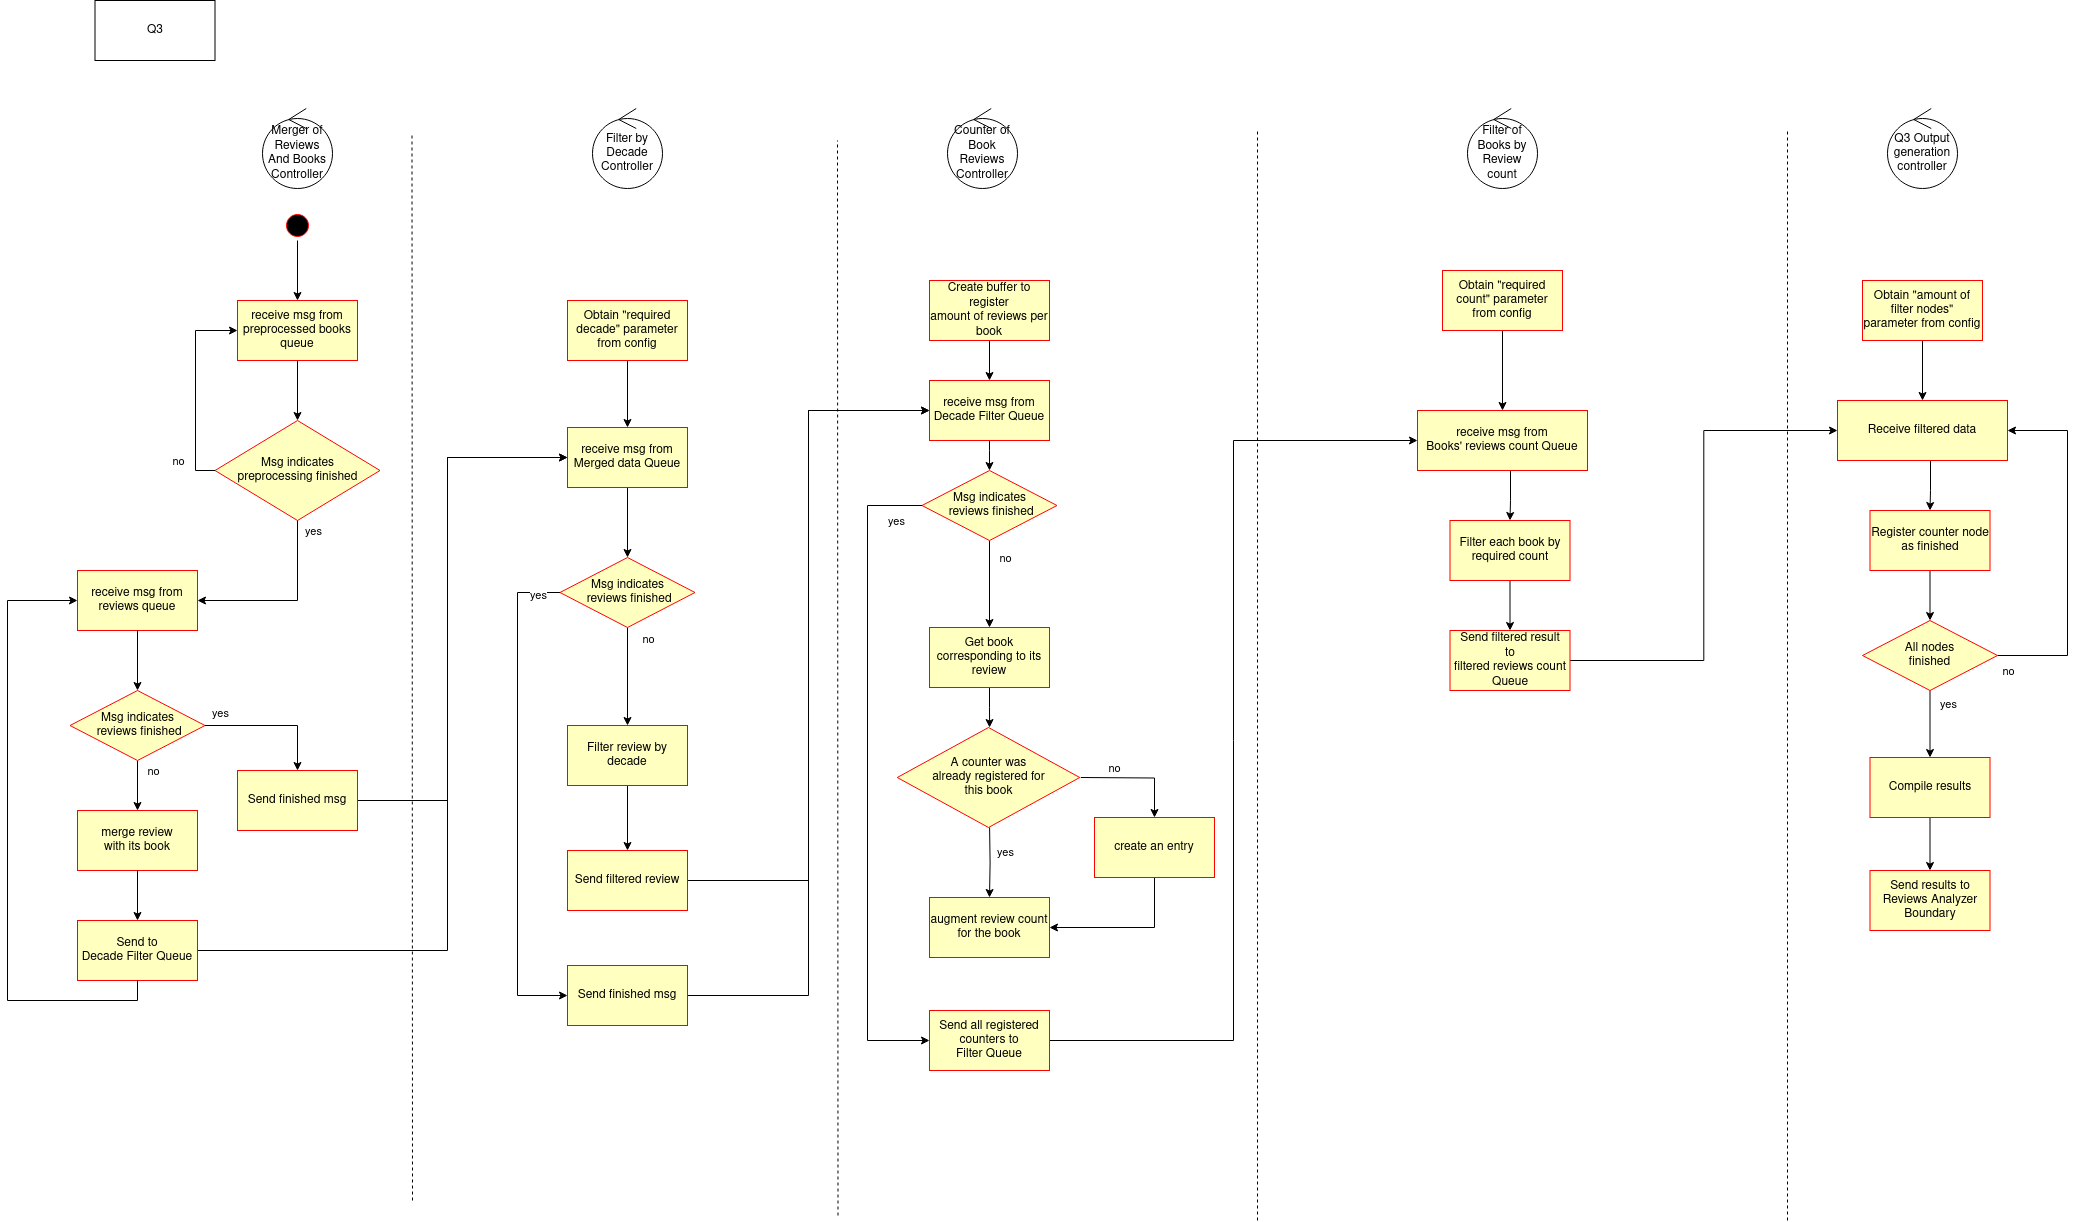 Q3
Merger of
Reviews
And Books
Controller
receive msg from
preprocessed books
queue
Msg indicates
preprocessing finished
no
yes
receive msg from
reviews queue
Msg indicates
reviews finished
yes
no
Send finished msg
merge review
with its book
Send to
Decade Filter Queue
Filter by
Decade
Controller
Obtain "required
decade" parameter
from config
receive msg from
Merged data Queue
Msg indicates
reviews finished
yes
no
Filter review by
decade
Send filtered review
Send finished msg
Counter of
Book
Reviews
Controller
Create buffer to
register
amount of reviews per
book
receive msg from
Decade Filter Queue
Msg indicates
reviews finished
yes
no
Get book
corresponding to its
review
A counter was
already registered for
this book
no
create an entry
yes
augment review count
for the book
Send all registered
counters to
Filter Queue
Filter of
Books by
Review
count
Obtain "required
count" parameter
from config
receive msg from
Books' reviews count Queue
Filter each book by
required count
Send filtered result
to
filtered reviews count
Queue
Q3 Output
generation
controller
Obtain "amount of
filter nodes"
parameter from config
Receive filtered data
Register counter node
as finished
All nodes
finished
no
yes
Compile results
Send results to
Reviews Analyzer
Boundary